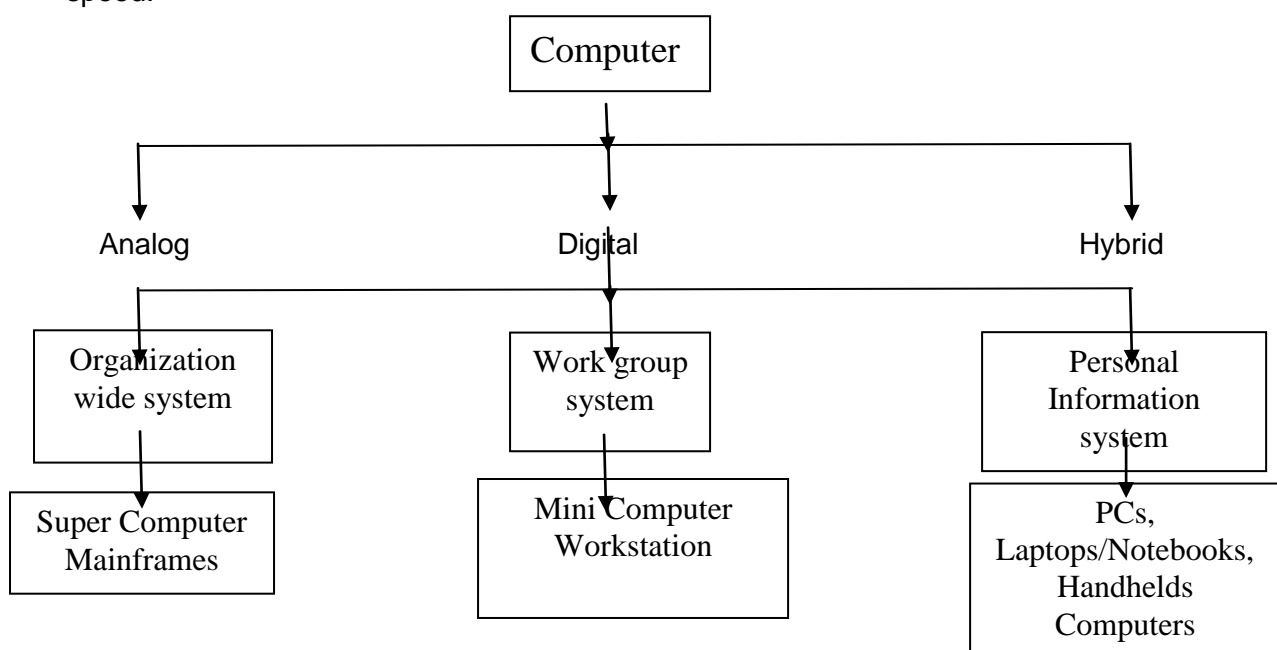 speed.
Computer
Analog Digital Hybrid
Organization
wide system
Work group
system
Personal
Information
system
Super Computer
Mainframes
Mini Computer
Workstation
PCs,
Laptops/Notebooks,
Handhelds
Computers